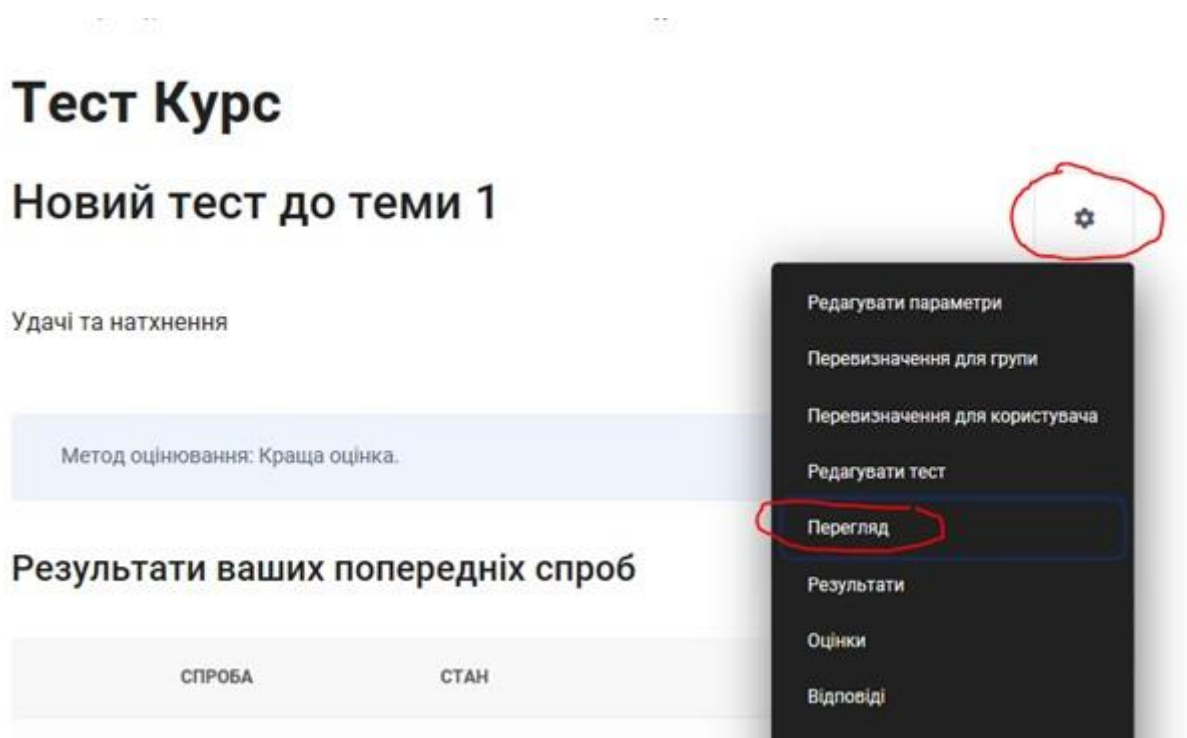 Тест Курс
Новий тест до теми 1
Удачі та натхнення
Метод оцінювання: Краща оцінка.
Результати ваших попередніх спроб
СПРОБА СТАН
Редагувати параметри
Перевизначення для групи
Перевизначення для користувача
Редагувати тест
Перегляд
Результати
Оцінки
Відповіді